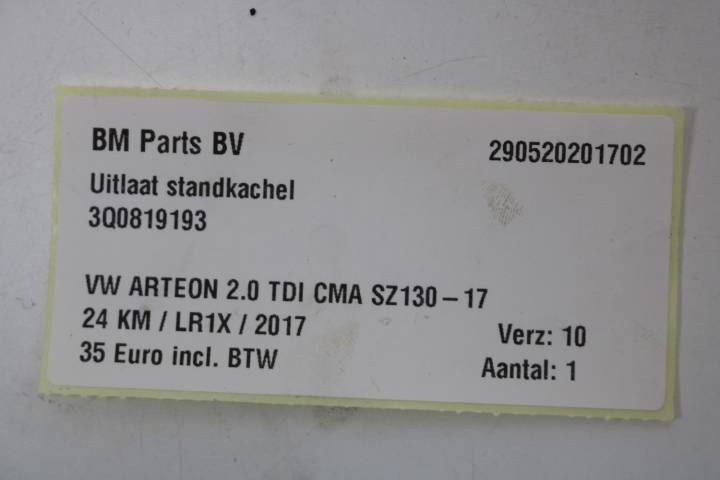 BM Parts BV 290520201702
Uitlaat standkachel
3Q0819193
VW ARTEON 2.0 TDI CMA SZ130 – 17
24 KM / LR1X / 2017 Verz: 10
35 Euro incl. BTW Aantal: 1